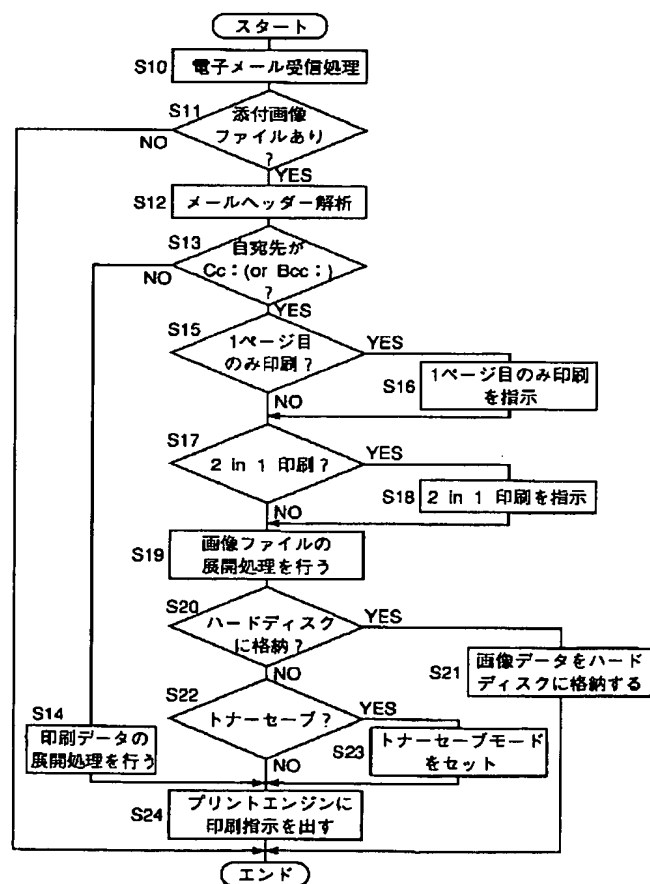 スタート
S10
電子メール受信処理
S11
添付画像
ファイルあり
?
NO
YES
S12
メールヘッダー解析
S13
自宛先が
Cc:(or Bcc:)
?
NO
YES
S15
1ページ目
のみ印刷?
YES
S16
1ページ目のみ印刷
を指示
NO
S17
2 in 1 印刷?
YES
S18
2 in 1 印刷を指示
NO
S19
画像ファイルの
展開処理を行う
S20
ハードディスク
に格納?
YES
S21
画像データをハード
ディスクに格納する
NO
S22
トナーセーブ?
YES
S23
トナーセーブモード
をセット
NO
S14
印刷データの
展開処理を行う
S24
プリントエンジンに
印刷指示を出す
エンド